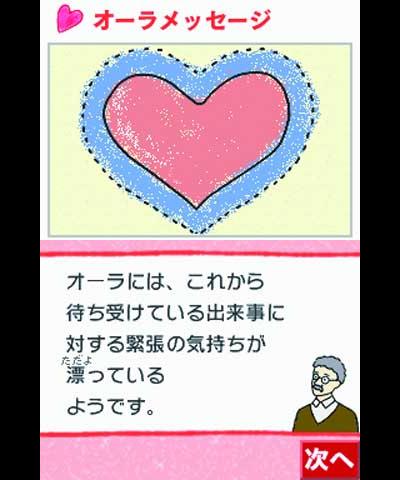 オーラメッセージ
オーラには、これから
待ち受けている出来事に
対する緊張の気持ちが
ただよ
漂っている
ようです。
次へ